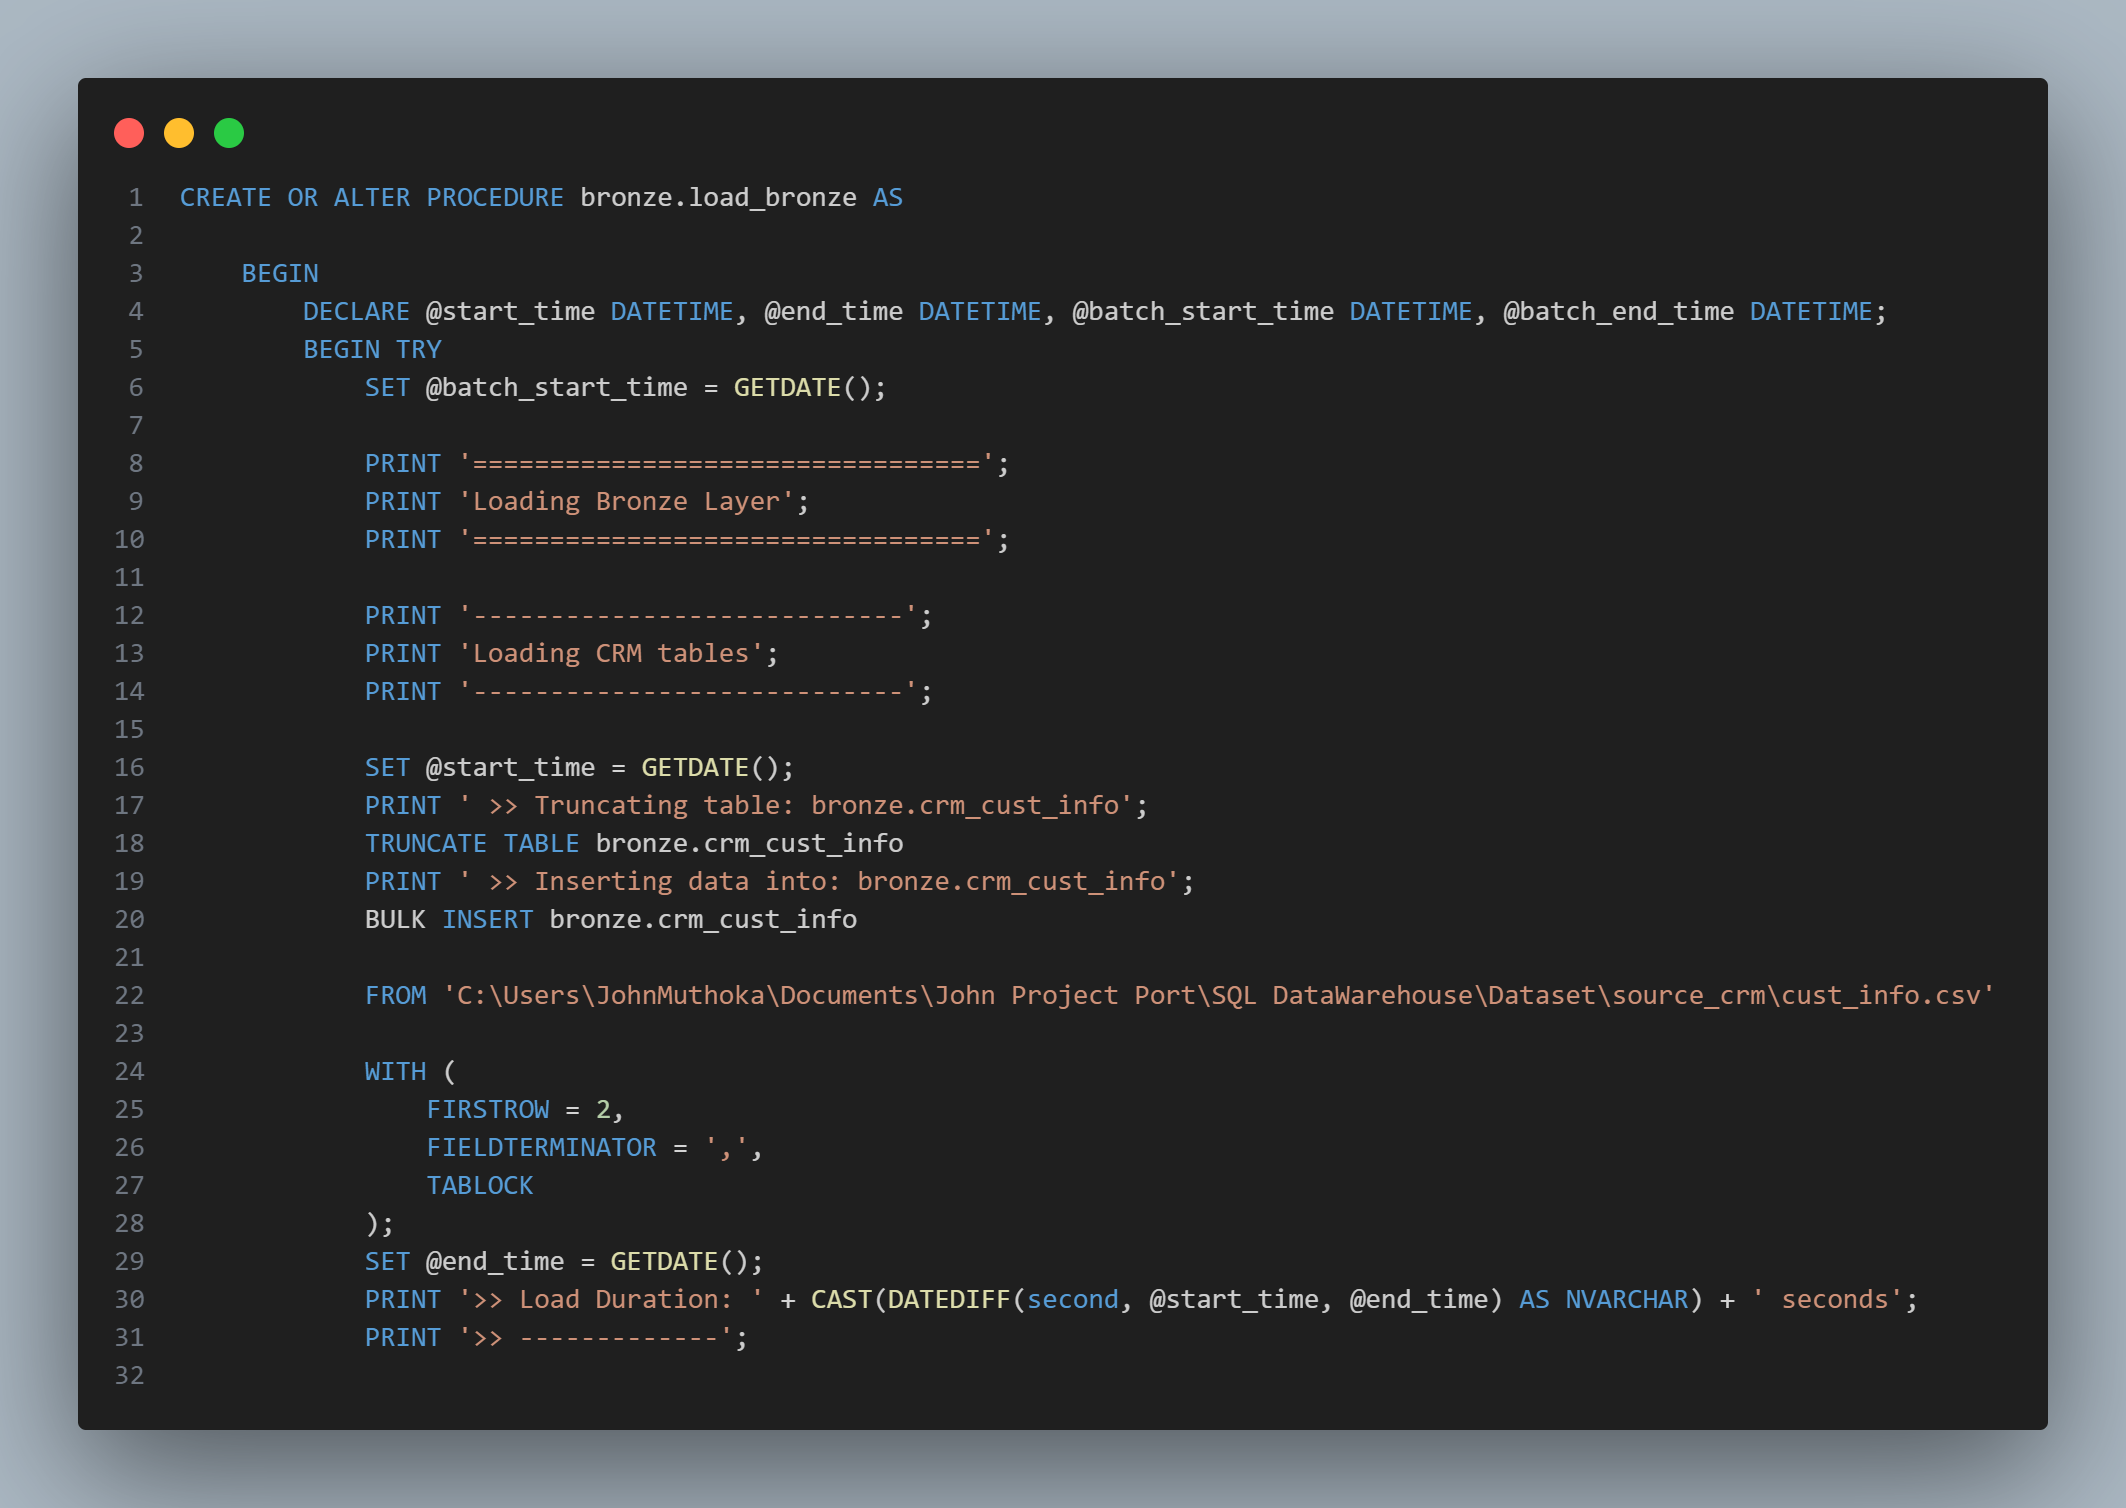 1 CREATE OR ALTER PROCEDURE bronze.load_bronze AS
2
3 BEGIN
4 DECLARE @start_time DATETIME, @end_time DATETIME, @batch_start_time DATETIME, @batch_end_time DATETIME;
5 BEGIN TRY
6 SET @batch_start_time = GETDATE();
7
8 PRINT '=================================';
9 PRINT 'Loading Bronze Layer';
10 PRINT '=================================';
11
12 PRINT '----------------------------';
13 PRINT 'Loading CRM tables';
14 PRINT '----------------------------';
15
16 SET @start_time = GETDATE();
17 PRINT ' >> Truncating table: bronze.crm_cust_info';
18 TRUNCATE TABLE bronze.crm_cust_info
19 PRINT ' >> Inserting data into: bronze.crm_cust_info';
20 BULK INSERT bronze.crm_cust_info
21
22 FROM 'C:\Users\JohnMuthoka\Documents\John Project Port\SQL DataWarehouse\Dataset\source_crm\cust_info.csv'
23
24 WITH (
25 FIRSTROW = 2,
26 FIELDTERMINATOR = ',',
27 TABLOCK
28 );
29 SET @end_time = GETDATE();
30 PRINT '>> Load Duration: ' + CAST(DATEDIFF(second, @start_time, @end_time) AS NVARCHAR) + ' seconds';
31 PRINT '>> -------------';
32